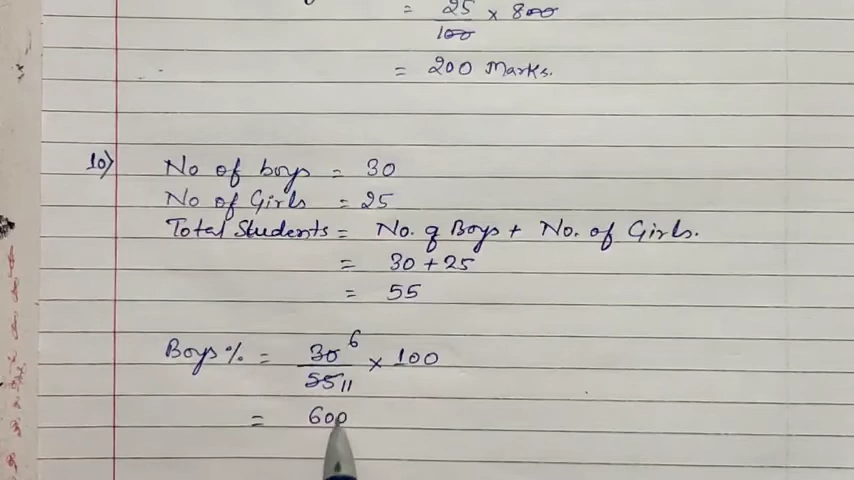 = 25/100 × 800
= 200 Marks.
10) No of boys = 30
No of Girls = 25
Total Students = No. of Boys + No. of Girls.
= 30 + 25
= 55
Boys % = 30 6/55 11 × 100
= 600